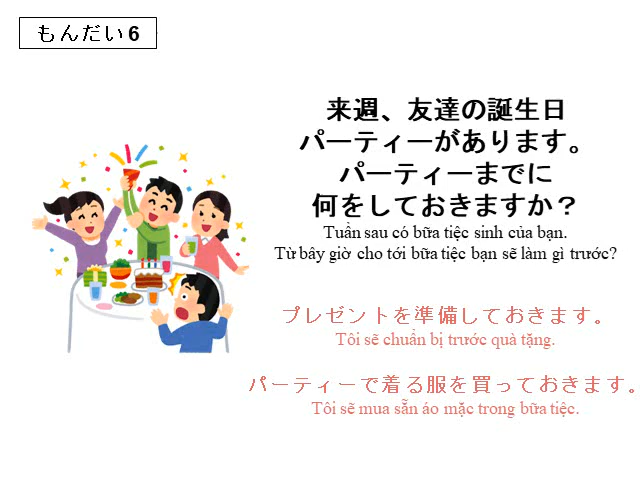 もんだい 6
来週、友達の誕生日
パーティーがあります。
パーティーまでに
何をしておきますか？
Tuần sau có bữa tiệc sinh của bạn.
Từ bây giờ cho tới bữa tiệc bạn sẽ làm gì trước?
プレゼントを準備しておきます。
Tôi sẽ chuẩn bị trước quà tặng.
パーティーで着る服を買っておきます。
Tôi sẽ mua sẵn áo mặc trong bữa tiệc.